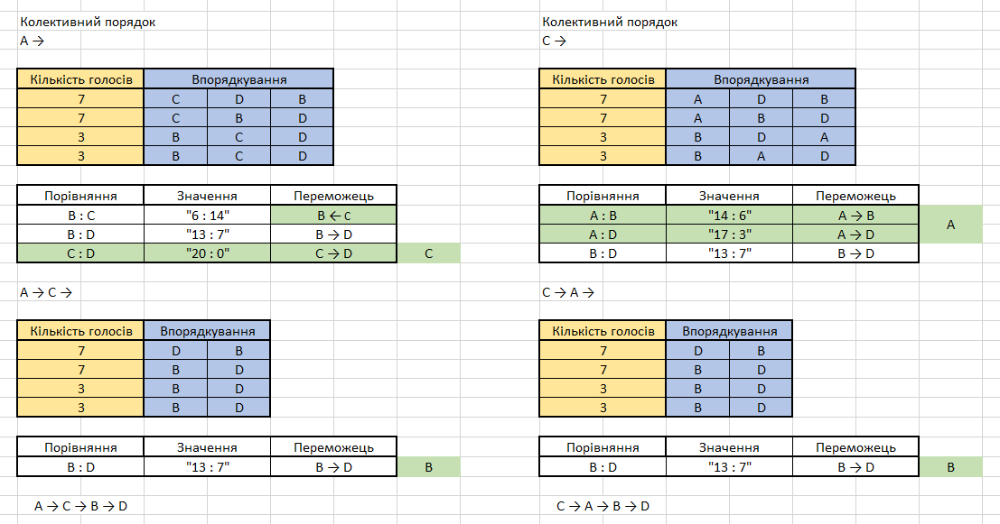 Колективний порядок
A →
Кількість голосів Впорядкування
7 C D B
7 C B D
3 B C D
3 B C D
Порівняння Значення Переможець
B : C "6 : 14" B ← C
B : D "13 : 7" B → D
C : D "20 : 0" C → D C
A → C →
Кількість голосів Впорядкування
7 D B
7 B D
3 B D
3 B D
Порівняння Значення Переможець
B : D "13 : 7" B → D B
A → C → B → D
Колективний порядок
C →
Кількість голосів Впорядкування
7 A D B
7 A B D
3 B D A
3 B A D
Порівняння Значення Переможець
A : B "14 : 6" A → B
A
A : D "17 : 3" A → D
B : D "13 : 7" B → D
C → A →
Кількість голосів Впорядкування
7 D B
7 B D
3 B D
3 B D
Порівняння Значення Переможець
B : D "13 : 7" B → D B
C → A → B → D